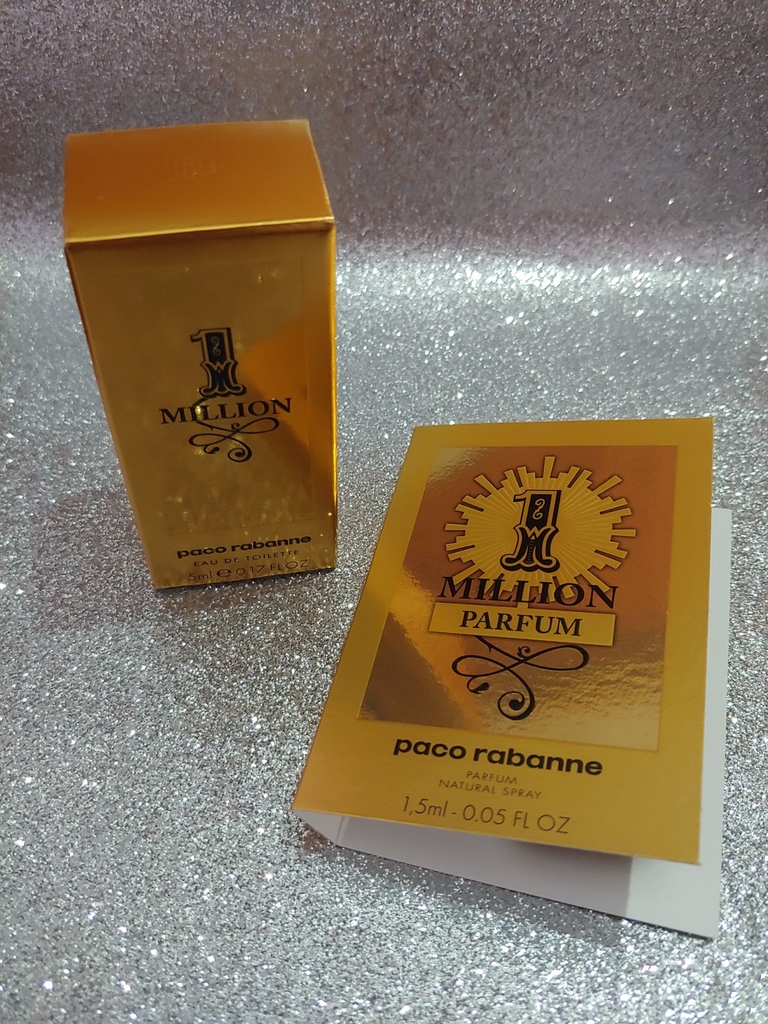 1
MILLION
paco rabanne
EAU DE TOILETTE
5ml e 0.17 FL OZ
1
MILLION
PARFUM
paco rabanne
PARFUM
NATURAL SPRAY
1,5ml - 0.05 FL OZ